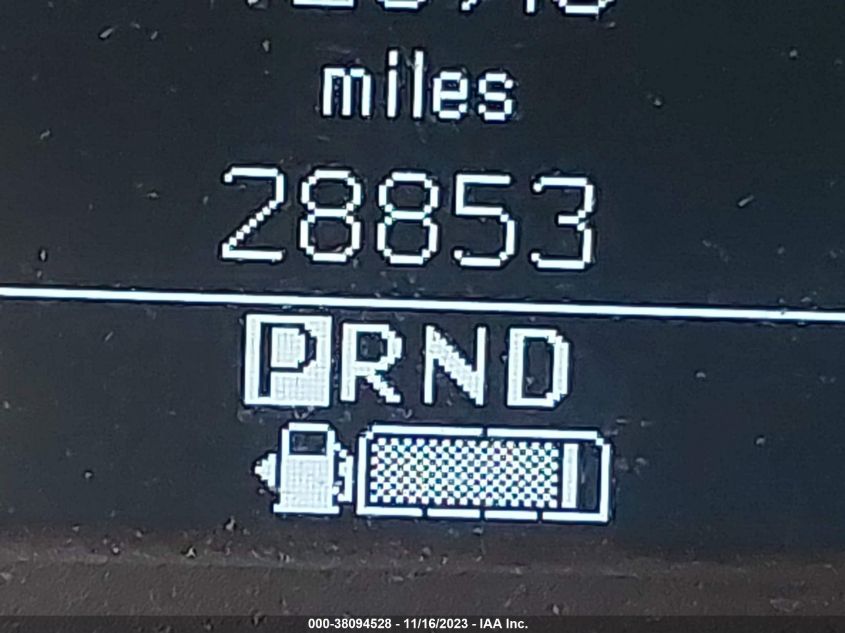 miles
28853
PRND
000-38094528 - 11/16/2023 - IAA Inc.